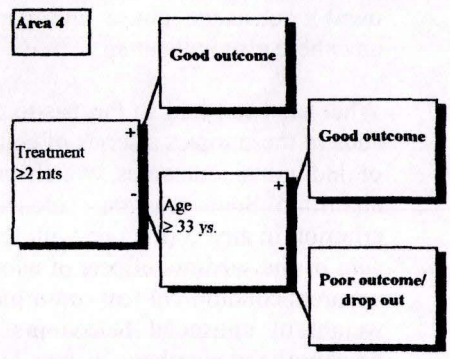 Area 4
Good outcome
+
Treatment
≥2 mts
-
Good outcome
+
Age
≥ 33 ys.
Poor outcome/
drop out